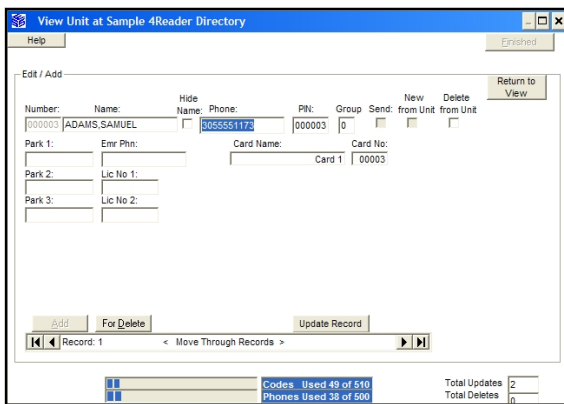 View Unit at Sample 4Reader Directory
Help
Finished
Edit / Add
Return to View
Number: Name: Hide Name: Phone: PIN: Group Send: New from Unit Delete from Unit
000003 ADAMS,SAMUEL 3055551173 000003 0
Park 1: Emr Phn: Card Name: Card No:
Card 1 00003
Park 2: Lic No 1:
Park 3: Lic No 2:
Add For Delete Update Record
Record: 1 < Move Through Records >
Codes Used 49 of 510 Total Updates 2
Phones Used 38 of 500 Total Deletes 0